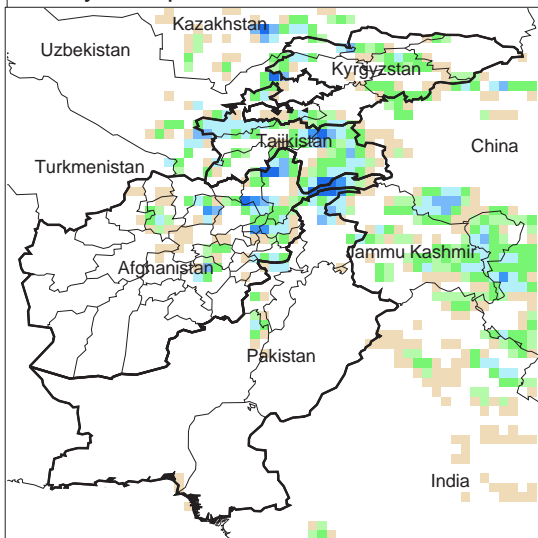 Kazakhstan
Uzbekistan
Kyrgyzstan
Tajikistan
China
Turkmenistan
Jammu Kashmir
Afghanistan
Pakistan
India